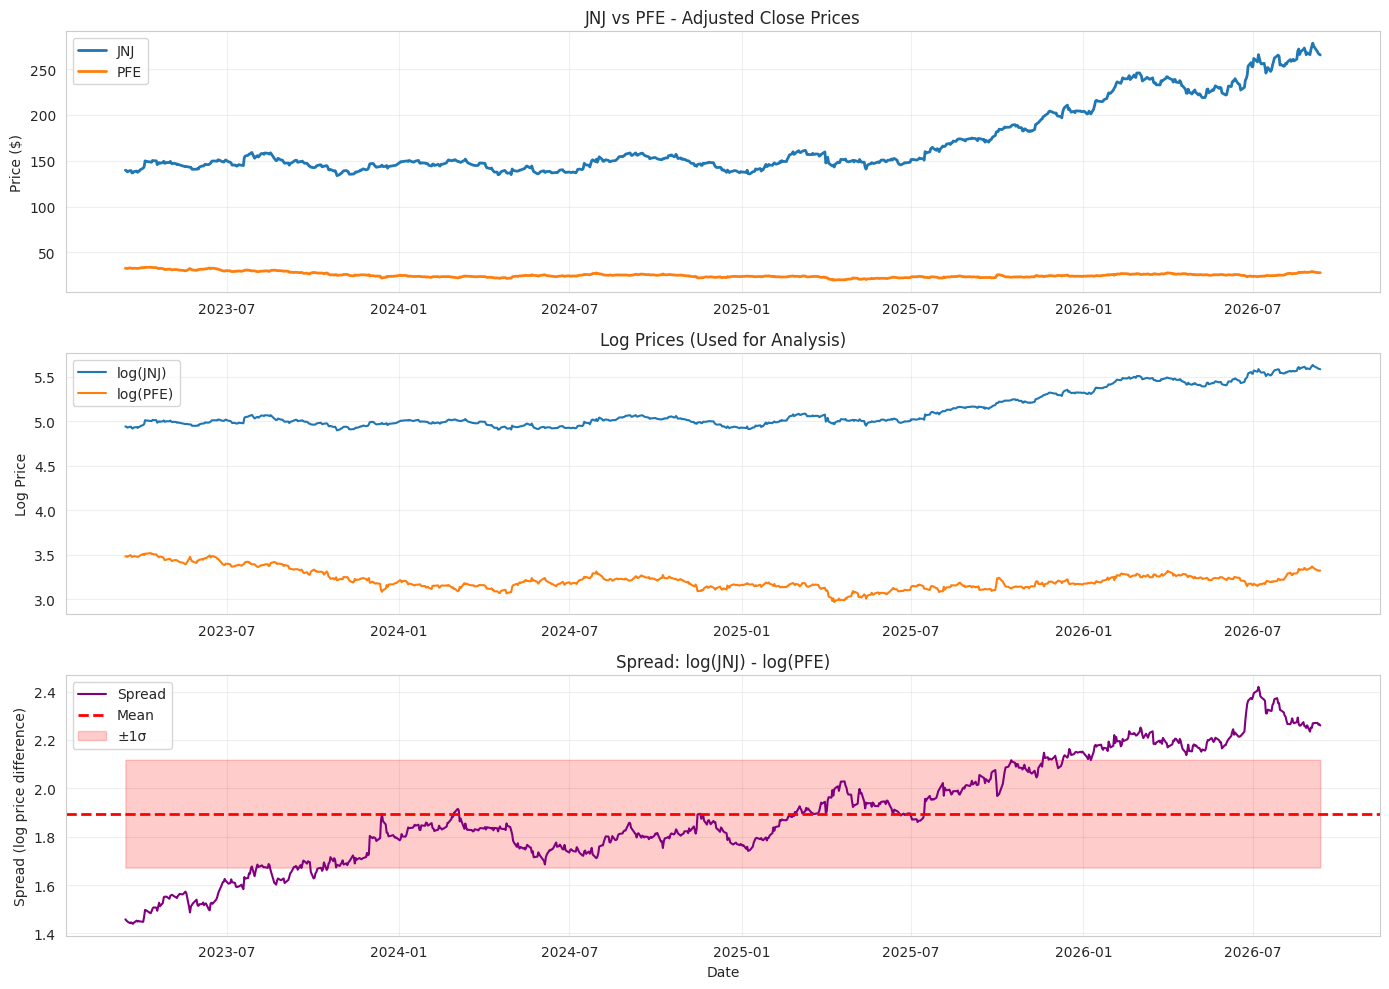 JNJ vs PFE - Adjusted Close Prices
JNJ
PFE
Price ($)
250
200
150
100
50
2023-07 2024-01 2024-07 2025-01 2025-07 2026-01 2026-07
Log Prices (Used for Analysis)
log(JNJ)
log(PFE)
Log Price
5.5
5.0
4.5
4.0
3.5
3.0
2023-07 2024-01 2024-07 2025-01 2025-07 2026-01 2026-07
Spread: log(JNJ) - log(PFE)
Spread
Mean
±1σ
Spread (log price difference)
2.4
2.2
2.0
1.8
1.6
1.4
2023-07 2024-01 2024-07 2025-01 2025-07 2026-01 2026-07
Date